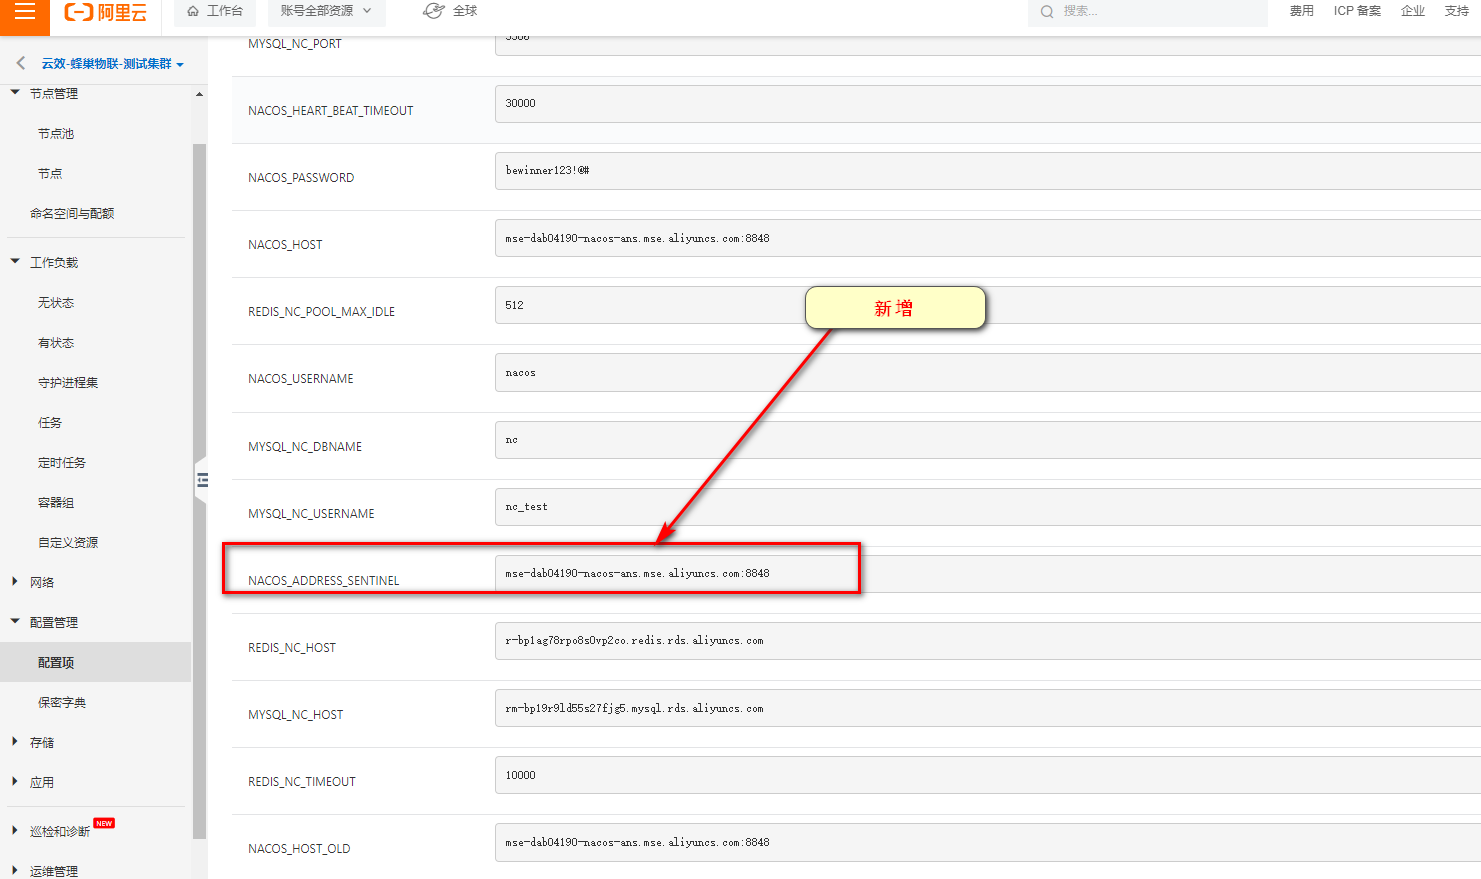 阿里云
工作台
账号全部资源
全球
搜索...
费用
ICP 备案
企业
支持
云效-蜂巢物联-测试集群
节点管理
节点池
节点
命名空间与配额
工作负载
无状态
有状态
守护进程集
任务
定时任务
容器组
自定义资源
网络
配置管理
配置项
保密字典
存储
应用
巡检和诊断 NEW
运维管理
MYSQL_NC_PORT
NACOS_HEART_BEAT_TIMEOUT 30000
NACOS_PASSWORD bewinner123!@#
NACOS_HOST mse-dab04190-nacos-ans.mse.aliyuncs.com:8848
REDIS_NC_POOL_MAX_IDLE 512
新增
NACOS_USERNAME nacos
MYSQL_NC_DBNAME nc
MYSQL_NC_USERNAME nc_test
NACOS_ADDRESS_SENTINEL mse-dab04190-nacos-ans.mse.aliyuncs.com:8848
REDIS_NC_HOST r-bp1ag78rpo8s0vp2co.redis.rds.aliyuncs.com
MYSQL_NC_HOST rm-bp19r9ld55s27fjg5.mysql.rds.aliyuncs.com
REDIS_NC_TIMEOUT 10000
NACOS_HOST_OLD mse-dab04190-nacos-ans.mse.aliyuncs.com:8848